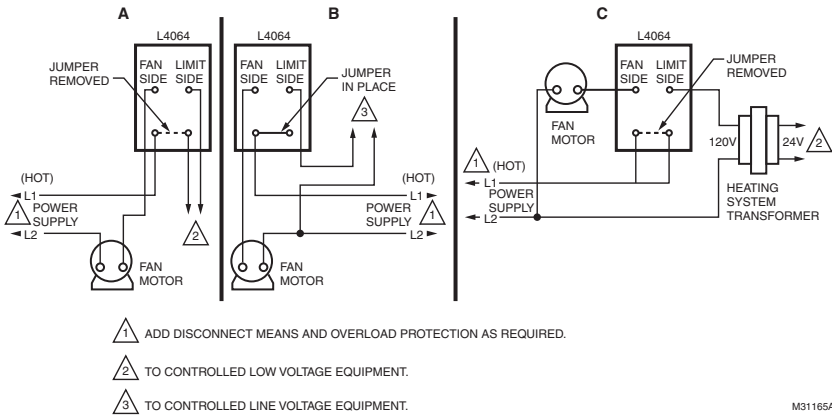 A
L4064
FAN SIDE
LIMIT SIDE
JUMPER REMOVED
(HOT)
L1
1 POWER SUPPLY
L2
2
FAN MOTOR
B
L4064
FAN SIDE
LIMIT SIDE
JUMPER IN PLACE
3
(HOT)
L1
POWER SUPPLY 1
L2
FAN MOTOR
C
L4064
FAN SIDE
LIMIT SIDE
JUMPER REMOVED
FAN MOTOR
1 (HOT)
L1
POWER SUPPLY
L2
120V
24V 2
HEATING SYSTEM TRANSFORMER
1 ADD DISCONNECT MEANS AND OVERLOAD PROTECTION AS REQUIRED.
2 TO CONTROLLED LOW VOLTAGE EQUIPMENT.
3 TO CONTROLLED LINE VOLTAGE EQUIPMENT.
M31165A